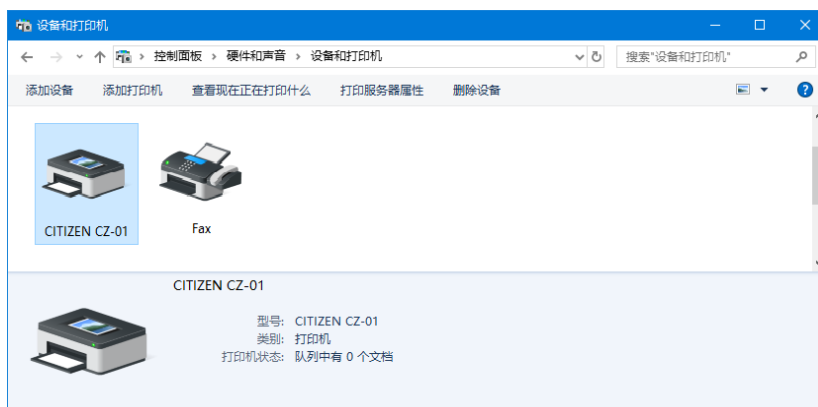 设备和打印机
控制面板 › 硬件和声音 › 设备和打印机
搜索"设备和打印机"
添加设备 添加打印机 查看现在正在打印什么 打印服务器属性 删除设备
CITIZEN CZ-01 Fax
CITIZEN CZ-01
型号: CITIZEN CZ-01
类别: 打印机
打印机状态: 队列中有 0 个文档